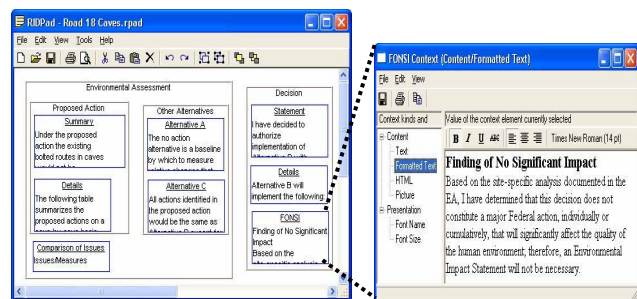 RIDPad - Road 18 Caves.rpad
File Edit View Tools Help
Environmental Assessment
Proposed Action
Summary
Under the proposed
action the existing
bolted routes in caves
Details
The following table
summarizes the
proposed actions on a
Comparison of Issues
Issues/Measures
Other Alternatives
Alternative A
The no action
alternative is a baseline
by which to measure
Alternative C
All actions identified in
the proposed action
would be the same as
Decision
Statement
I have decided to
authorize
implementation of
Details
Alternative B will
implement the following
FONSI
Finding of No Significant
Impact
Based on the
FONSI Context (Content/Formatted Text)
File Edit View
Context kinds and
Value of the context element currently selected
Content
Text
Formatted Text
HTML
Picture
Presentation
Font Name
Font Size
B I U ABC Times New Roman (14 pt)
Finding of No Significant Impact
Based on the site-specific analysis documented in the
EA, I have determined that this decision does not
constitute a major Federal action, individually or
cumulatively, that will significantly affect the quality of
the human environment; therefore, an Environmental
Impact Statement will not be necessary.